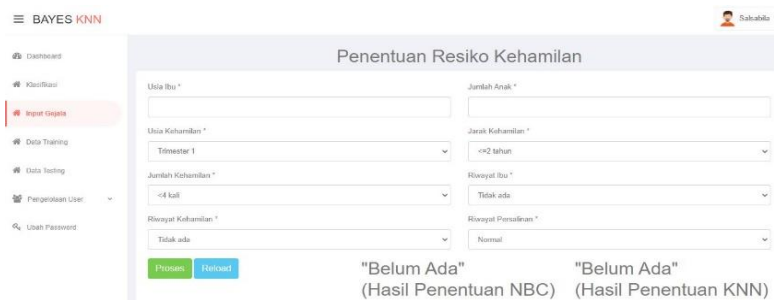 BAYES KNN
Salsabila
Dashboard
Klasifikasi
Input Gejala
Data Training
Data Testing
Pengelolaan User
Ubah Password
Penentuan Resiko Kehamilan
Usia Ibu *
Jumlah Anak *
Usia Kehamilan *
Jarak Kehamilan *
Trimester 1
<=2 tahun
Jumlah Kehamilan *
Riwayat Ibu *
<4 kali
Tidak ada
Riwayat Kehamilan *
Riwayat Persalinan *
Tidak ada
Normal
Proses
Reload
"Belum Ada"
(Hasil Penentuan NBC)
"Belum Ada"
(Hasil Penentuan KNN)